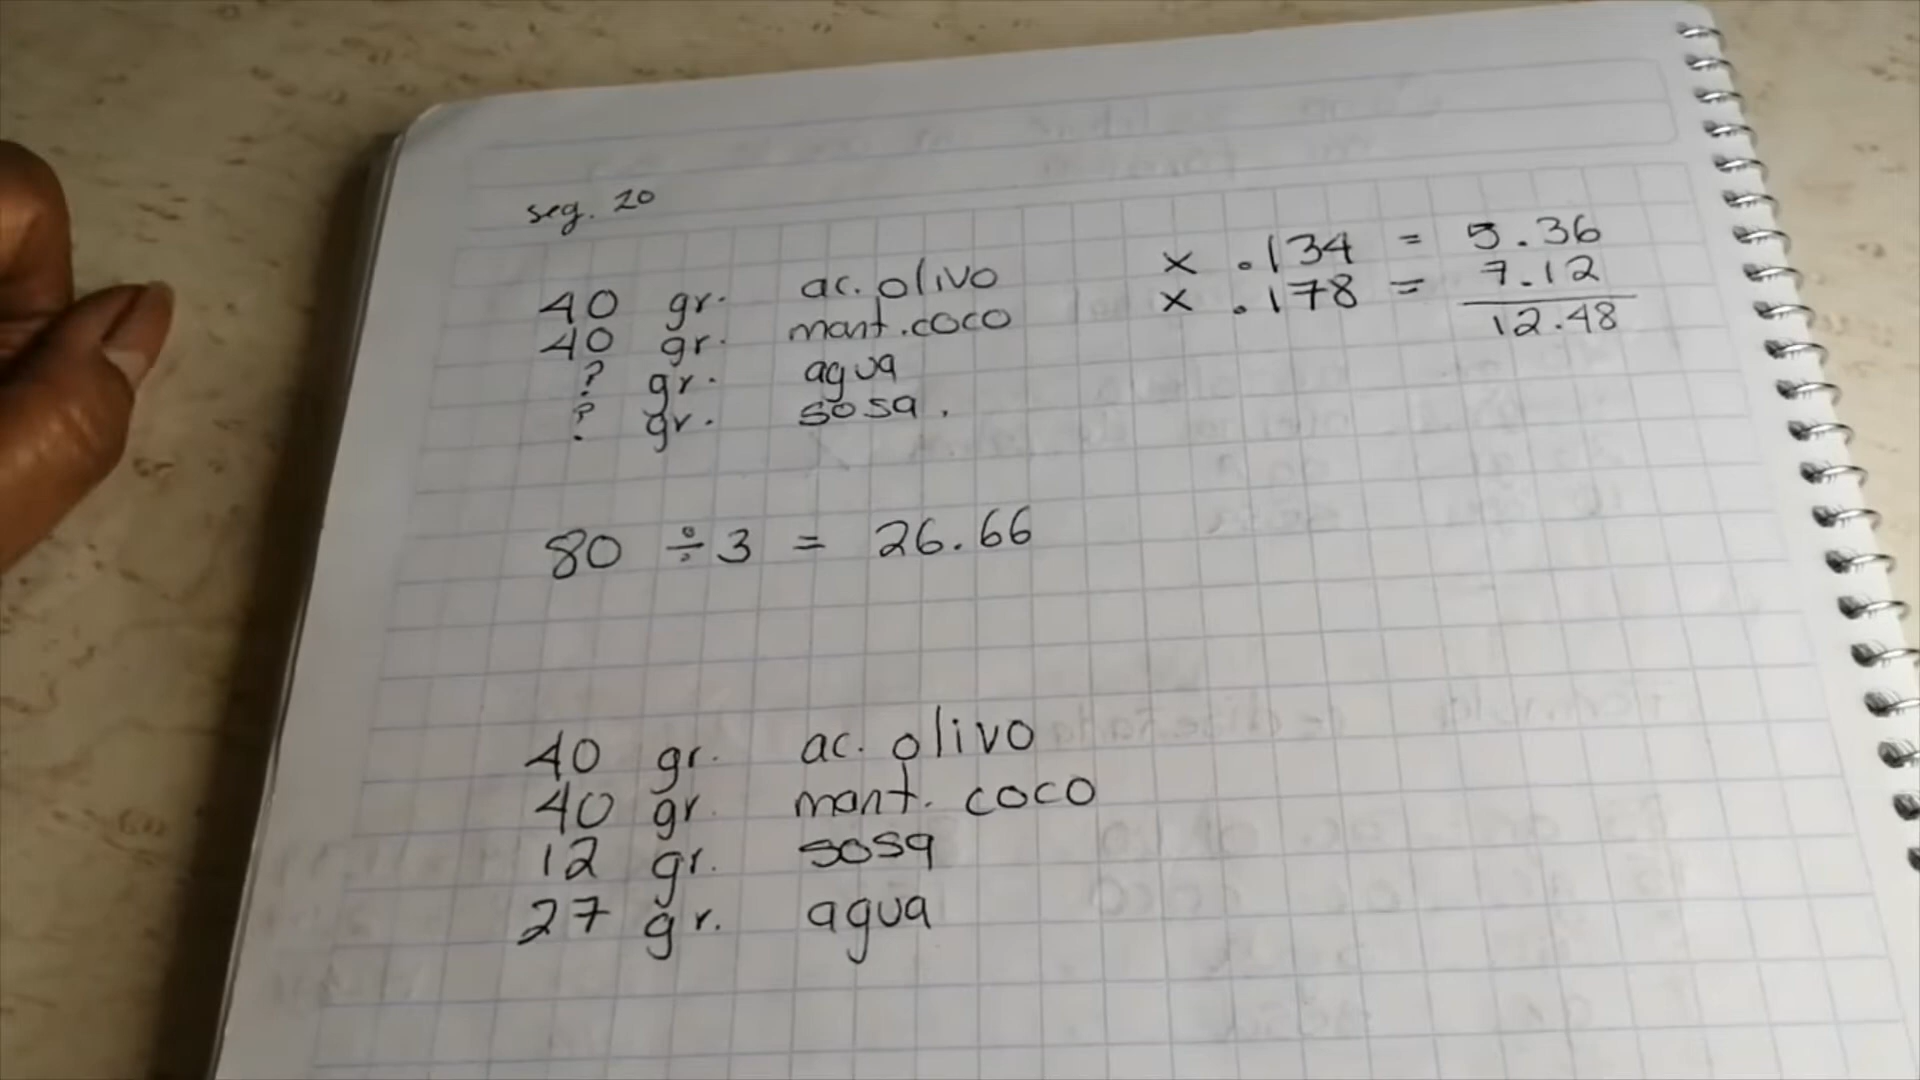 seg. 20
40 gr. ac. olivo x .134 = 5.36
40 gr. mant. coco x .178 = 7.12
? gr. agua 12.48
? gr. sosa.
80 ÷ 3 = 26.66
40 gr. ac. olivo
40 gr. mant. coco
12 gr. sosa
27 gr. agua